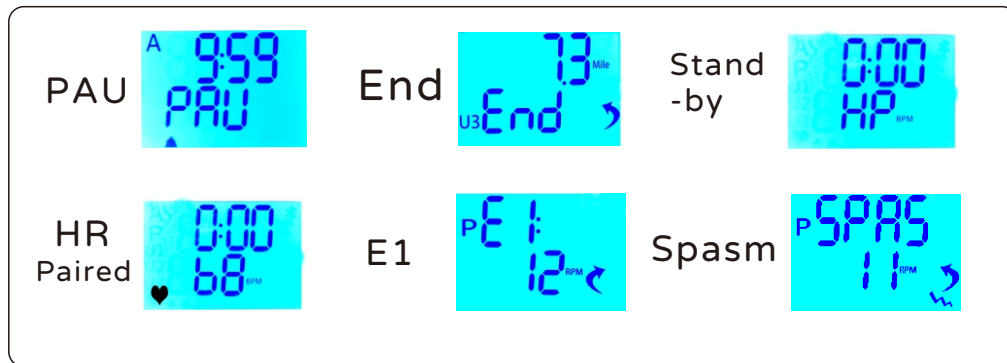 PAU
A 9:59
PAU
End
7.3 Mile
U3 End
Stand
-by
0:00
HP BPM
HR
Paired
0:00
68 BPM
E1
P E1:
12 RPM
Spasm
P SPAS
11 RPM